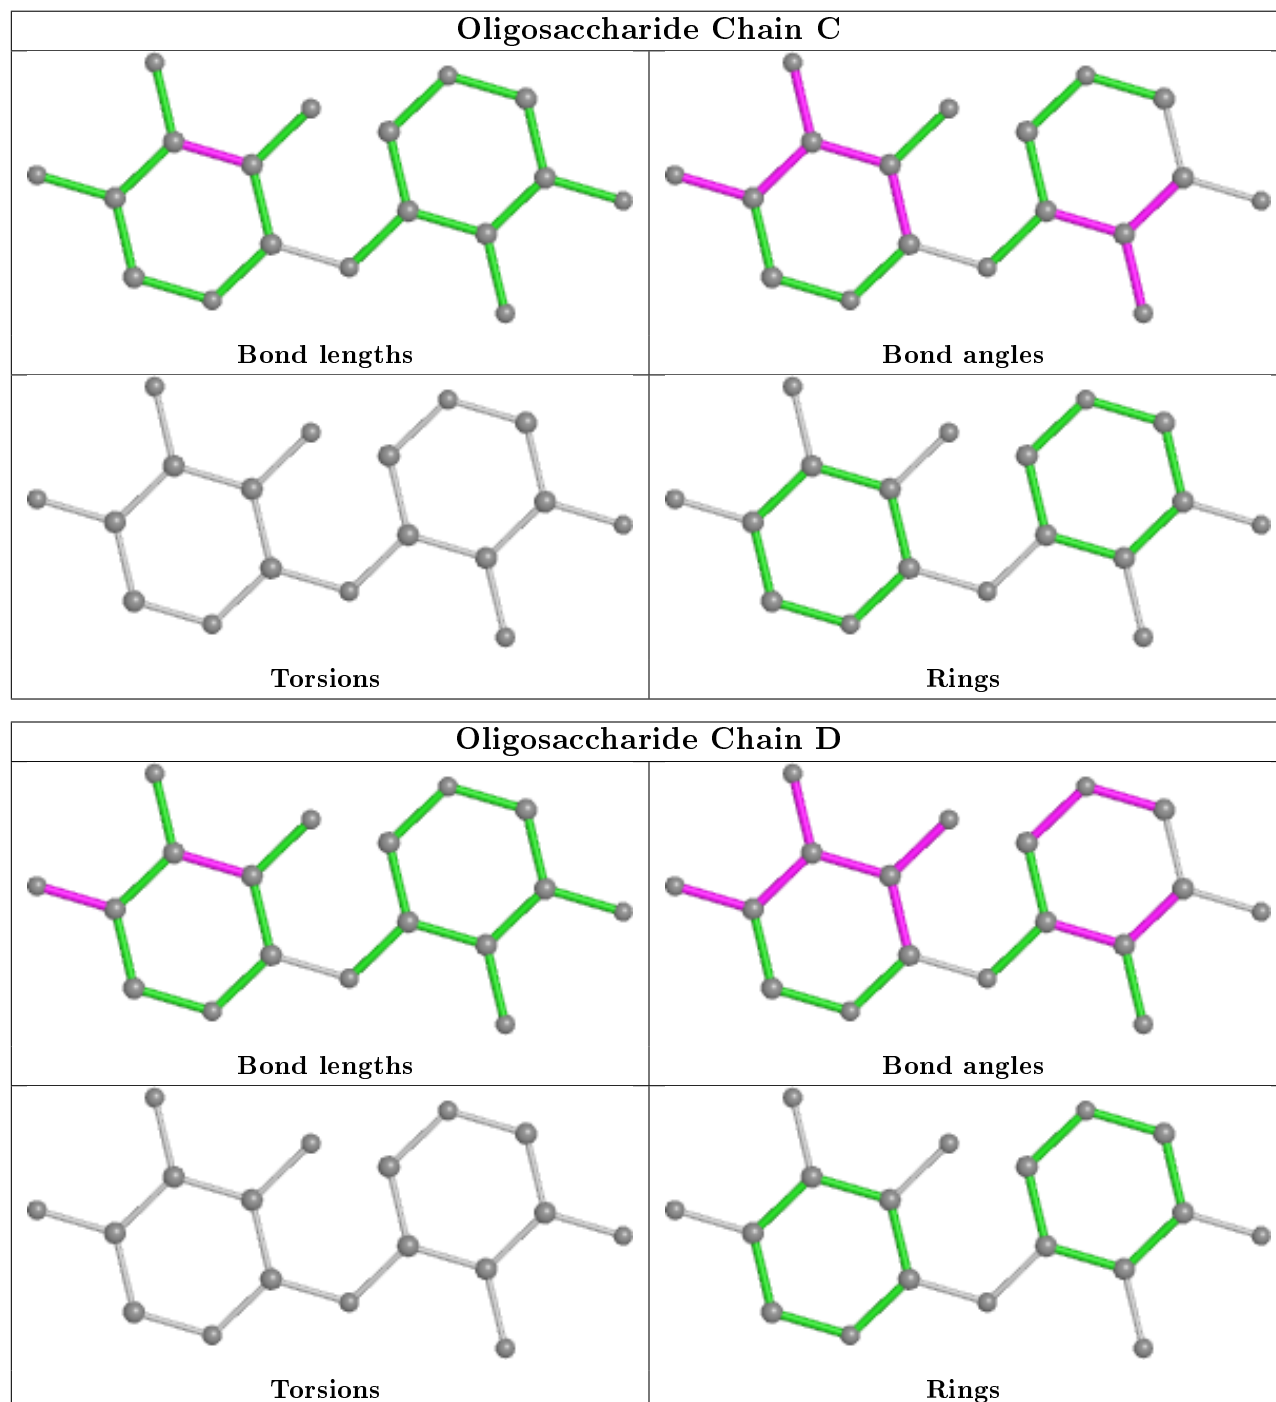 Oligosaccharide Chain C
Bond lengths
Bond angles
Torsions
Rings
Oligosaccharide Chain D
Bond lengths
Bond angles
Torsions
Rings